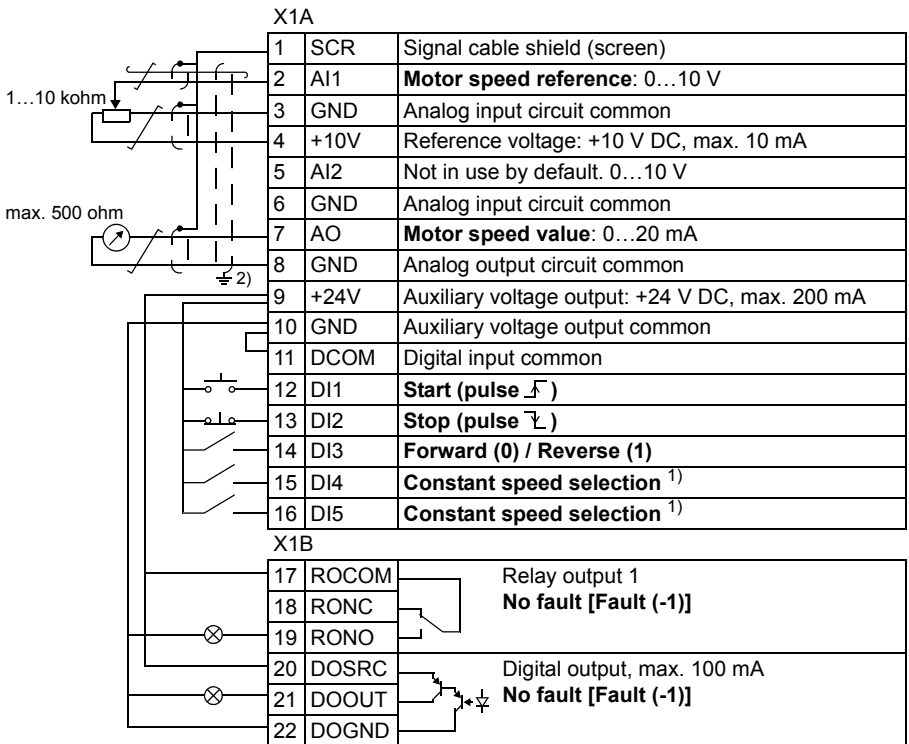 X1A
1 SCR Signal cable shield (screen)
2 AI1 Motor speed reference: 0…10 V
1…10 kohm
3 GND Analog input circuit common
4 +10V Reference voltage: +10 V DC, max. 10 mA
5 AI2 Not in use by default. 0…10 V
6 GND Analog input circuit common
max. 500 ohm
7 AO Motor speed value: 0…20 mA
8 GND Analog output circuit common
2)
9 +24V Auxiliary voltage output: +24 V DC, max. 200 mA
10 GND Auxiliary voltage output common
11 DCOM Digital input common
12 DI1 Start (pulse )
13 DI2 Stop (pulse )
14 DI3 Forward (0) / Reverse (1)
15 DI4 Constant speed selection 1)
16 DI5 Constant speed selection 1)
X1B
17 ROCOM Relay output 1
18 RONC No fault [Fault (-1)]
19 RONO
20 DOSRC Digital output, max. 100 mA
21 DOOUT No fault [Fault (-1)]
22 DOGND